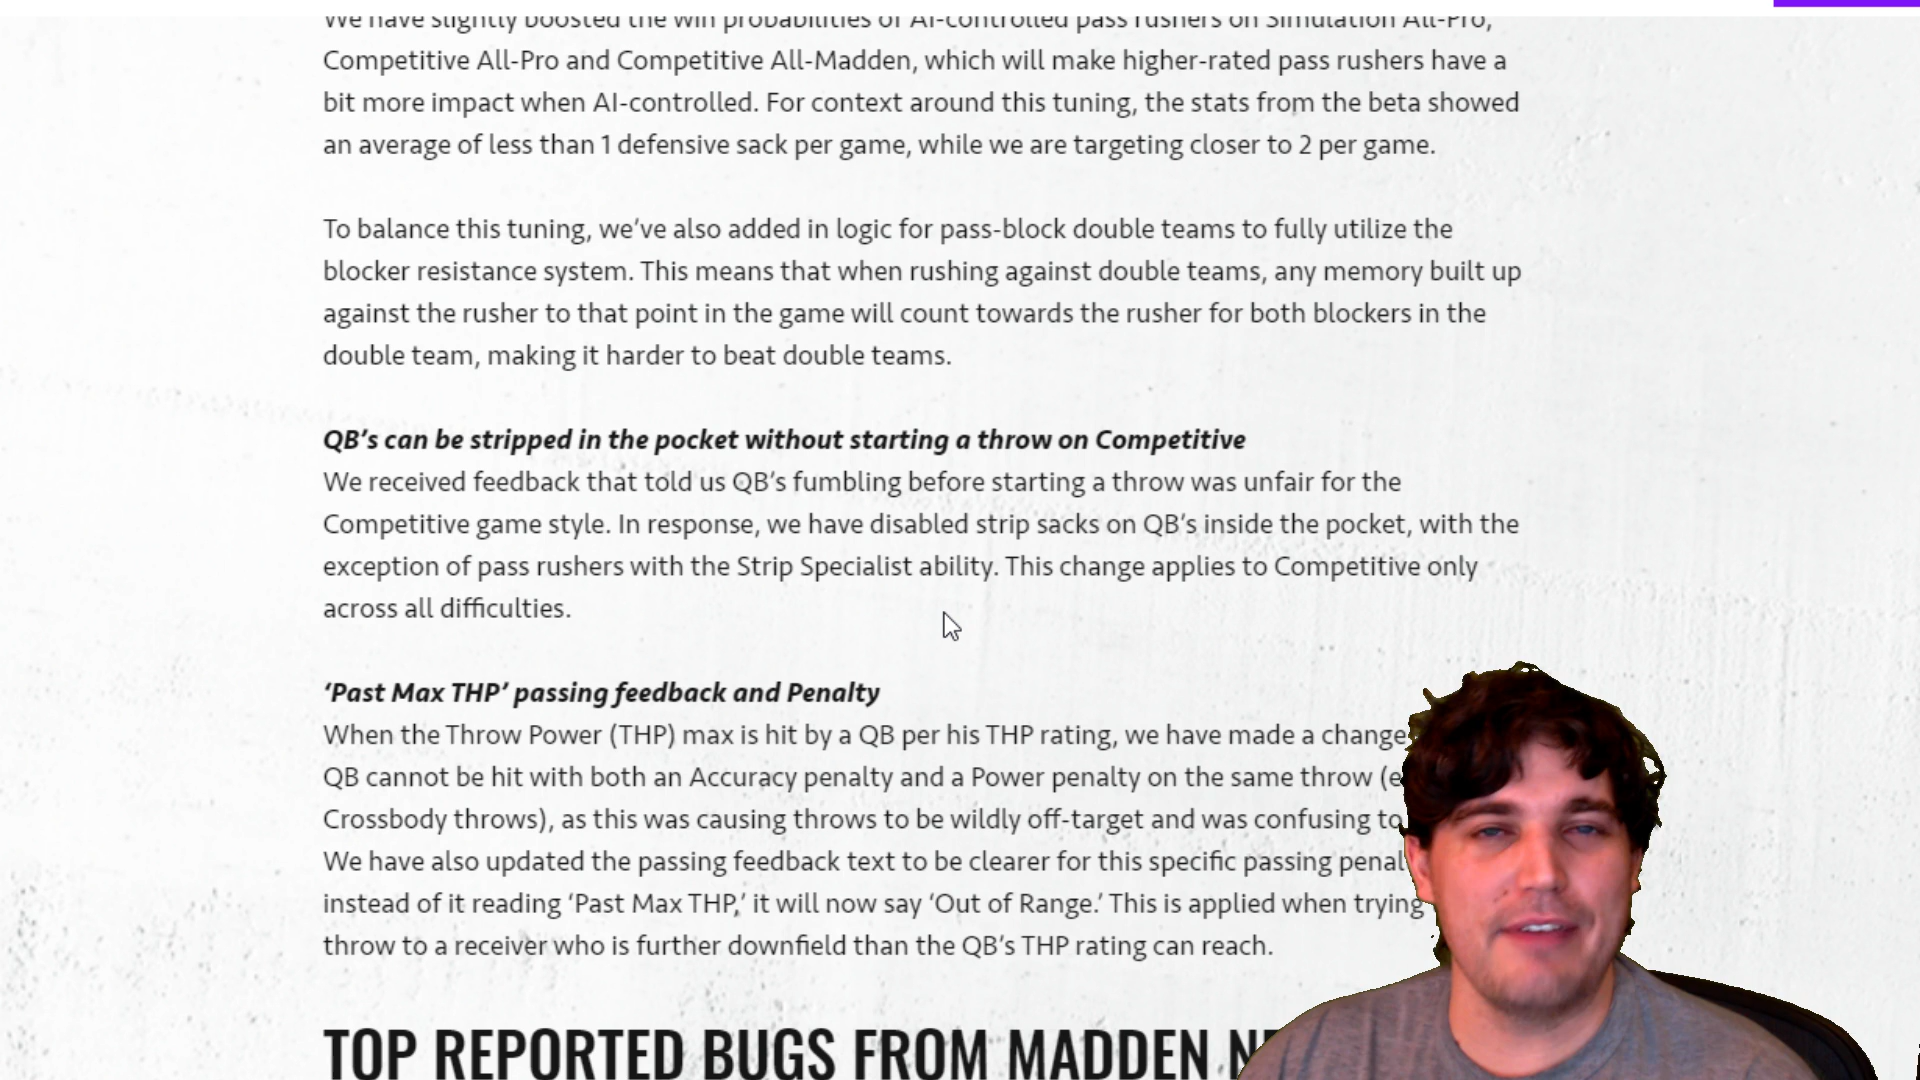 We have slightly boosted the win probabilities of AI-controlled pass rushers on Simulation All-Pro,
Competitive All-Pro and Competitive All-Madden, which will make higher-rated pass rushers have a
bit more impact when AI-controlled. For context around this tuning, the stats from the beta showed
an average of less than 1 defensive sack per game, while we are targeting closer to 2 per game.
To balance this tuning, we’ve also added in logic for pass-block double teams to fully utilize the
blocker resistance system. This means that when rushing against double teams, any memory built up
against the rusher to that point in the game will count towards the rusher for both blockers in the
double team, making it harder to beat double teams.
QB’s can be stripped in the pocket without starting a throw on Competitive
We received feedback that told us QB’s fumbling before starting a throw was unfair for the
Competitive game style. In response, we have disabled strip sacks on QB’s inside the pocket, with the
exception of pass rushers with the Strip Specialist ability. This change applies to Competitive only
across all difficulties.
‘Past Max THP’ passing feedback and Penalty
When the Throw Power (THP) max is hit by a QB per his THP rating, we have made a change
QB cannot be hit with both an Accuracy penalty and a Power penalty on the same throw (e
Crossbody throws), as this was causing throws to be wildly off-target and was confusing to
We have also updated the passing feedback text to be clearer for this specific passing penal
instead of it reading ‘Past Max THP,’ it will now say ‘Out of Range.’ This is applied when trying
throw to a receiver who is further downfield than the QB’s THP rating can reach.
TOP REPORTED BUGS FROM MADDEN